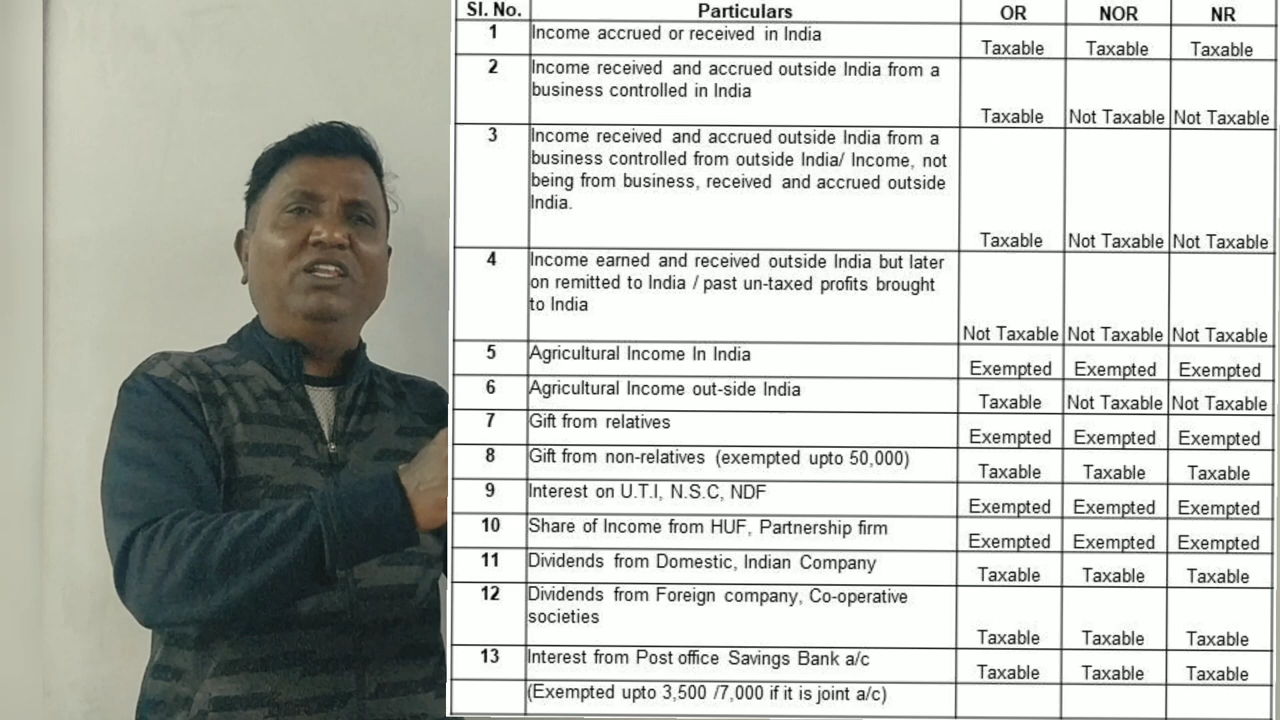 Sl. No. Particulars OR NOR NR
1 Income accrued or received in India Taxable Taxable Taxable
2 Income received and accrued outside India from a
business controlled in India
Taxable Not Taxable Not Taxable
3 Income received and accrued outside India from a
business controlled from outside India/ Income, not
being from business, received and accrued outside
India.
Taxable Not Taxable Not Taxable
4 Income earned and received outside India but later
on remitted to India / past un-taxed profits brought
to India
Not Taxable Not Taxable Not Taxable
5 Agricultural Income In India Exempted Exempted Exempted
6 Agricultural Income out-side India Taxable Not Taxable Not Taxable
7 Gift from relatives Exempted Exempted Exempted
8 Gift from non-relatives (exempted upto 50,000) Taxable Taxable Taxable
9 Interest on U.T.I, N.S.C, NDF Exempted Exempted Exempted
10 Share of Income from HUF, Partnership firm Exempted Exempted Exempted
11 Dividends from Domestic, Indian Company Taxable Taxable Taxable
12 Dividends from Foreign company, Co-operative
societies
Taxable Taxable Taxable
13 Interest from Post office Savings Bank a/c Taxable Taxable Taxable
(Exempted upto 3,500 /7,000 if it is joint a/c)